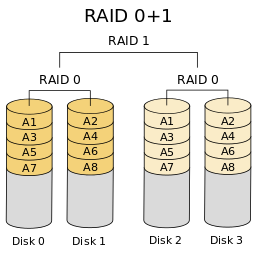 RAID 0+1
RAID 1
RAID 0 RAID 0
A1 A2 A1 A2
A3 A4 A3 A4
A5 A6 A5 A6
A7 A8 A7 A8
Disk 0 Disk 1 Disk 2 Disk 3